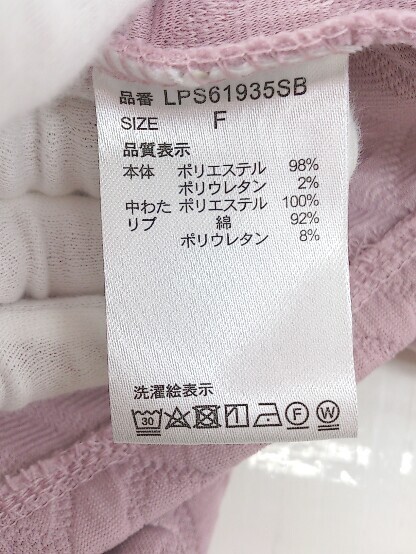 品番 LPS61935SB
SIZE F
品質表示
本体 ポリエステル 98%
ポリウレタン 2%
中わた ポリエステル 100%
リブ 綿 92%
ポリウレタン 8%
洗濯絵表示
30 F W